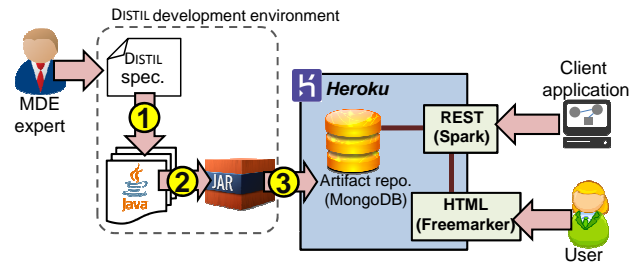 DISTIL development environment
DISTIL
spec.
MDE
expert
1
Java
2
JAR
3
Heroku
Artifact repo.
(MongoDB)
REST
(Spark)
HTML
(Freemarker)
Client
application
User